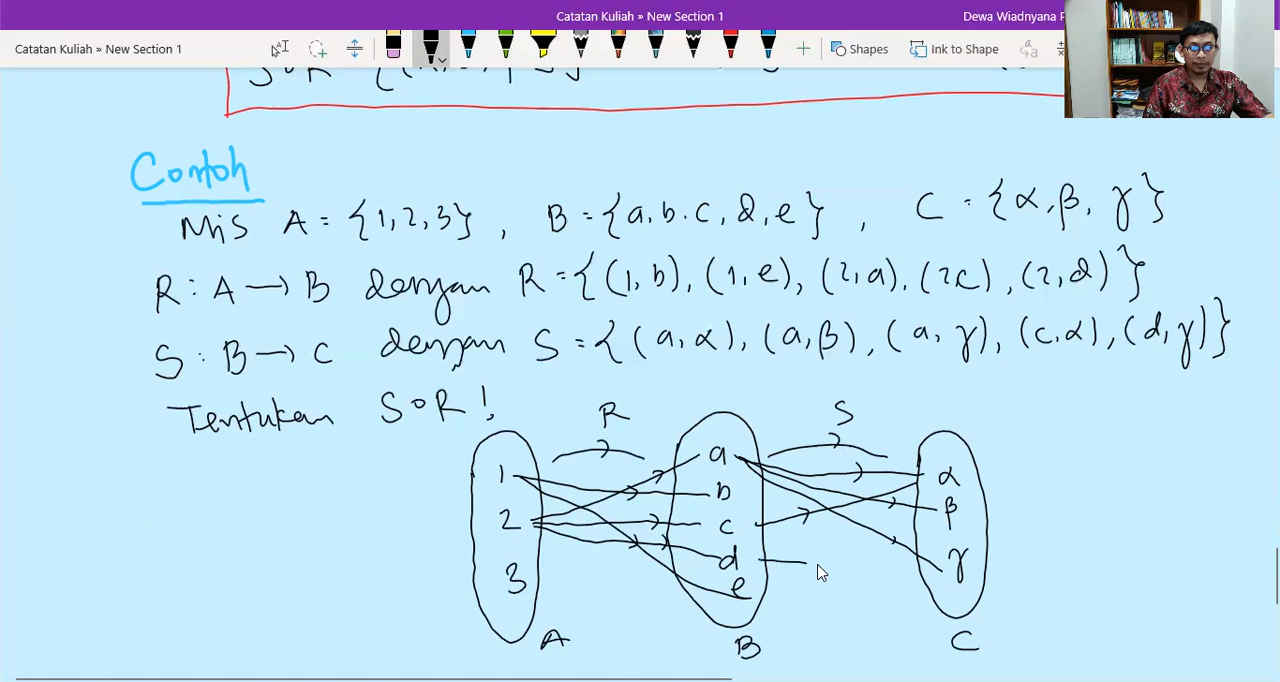 Catatan Kuliah » New Section 1
Dewa Wiadnyana P
Catatan Kuliah » New Section 1
Shapes
Ink to Shape
Contoh
Mis A = {1,2,3}, B = {a, b. c, d, e}, C = {α, β, γ}
R : A → B dengan R = {(1, b), (1, e), (2, a), (2c), (2, d)}
S : B → C dengan S = {(a, α), (a, β), (a, γ), (c, α), (d, γ)}
Tentukan S∘R !
R
S
1
2
3
a
b
c
d
e
α
β
γ
A
B
C